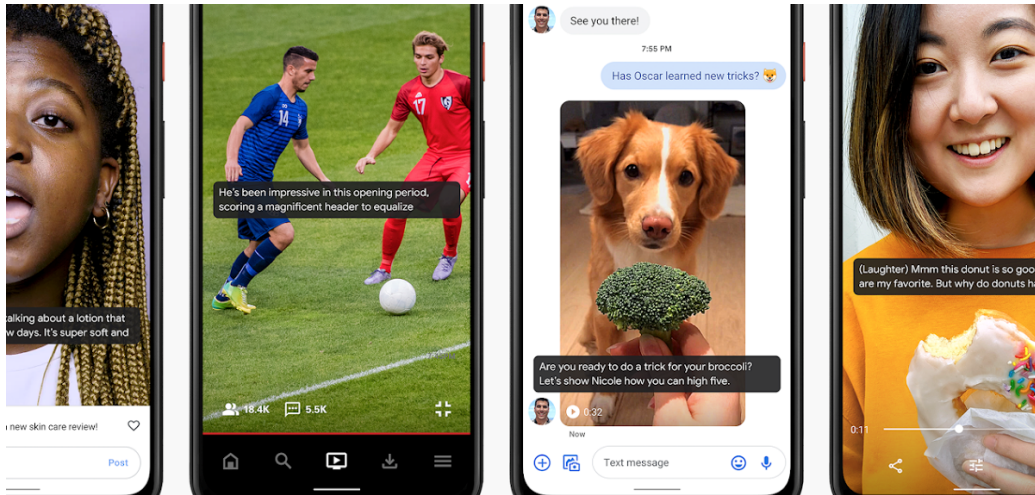 talking about a lotion that
w days. It's super soft and
new skin care review!
Post
14
17
He's been impressive in this opening period,
scoring a magnificent header to equalize
18.4K
5.5K
See you there!
7:55 PM
Has Oscar learned new tricks?
Are you ready to do a trick for your broccoli?
Let's show Nicole how you can high five.
0:32
Now
Text message
(Laughter) Mmm this donut is so goo
are my favorite. But why do donuts ha
0:11